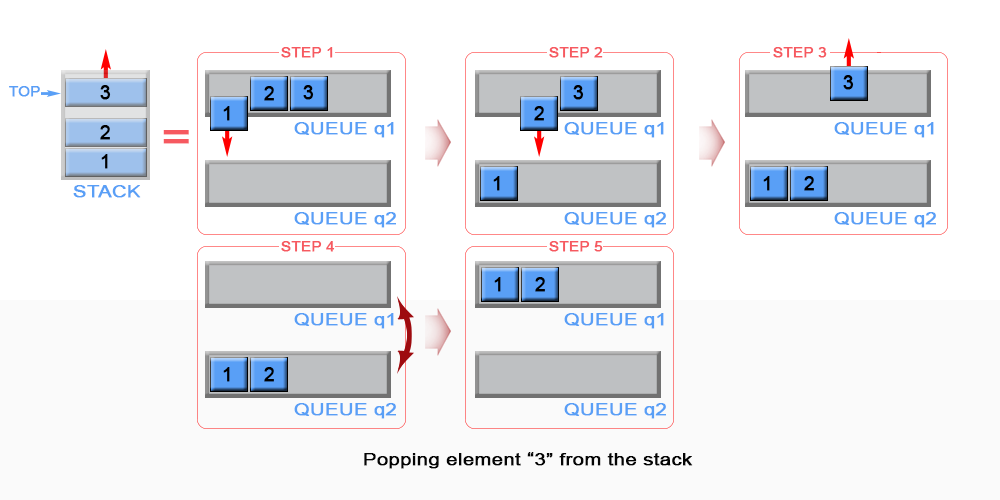 TOP
3
2
1
STACK
STEP 1
1 2 3
QUEUE q1
QUEUE q2
STEP 2
2 3
QUEUE q1
1
QUEUE q2
STEP 3
3
QUEUE q1
1 2
QUEUE q2
STEP 4
QUEUE q1
1 2
QUEUE q2
STEP 5
1 2
QUEUE q1
QUEUE q2
Popping element “3” from the stack